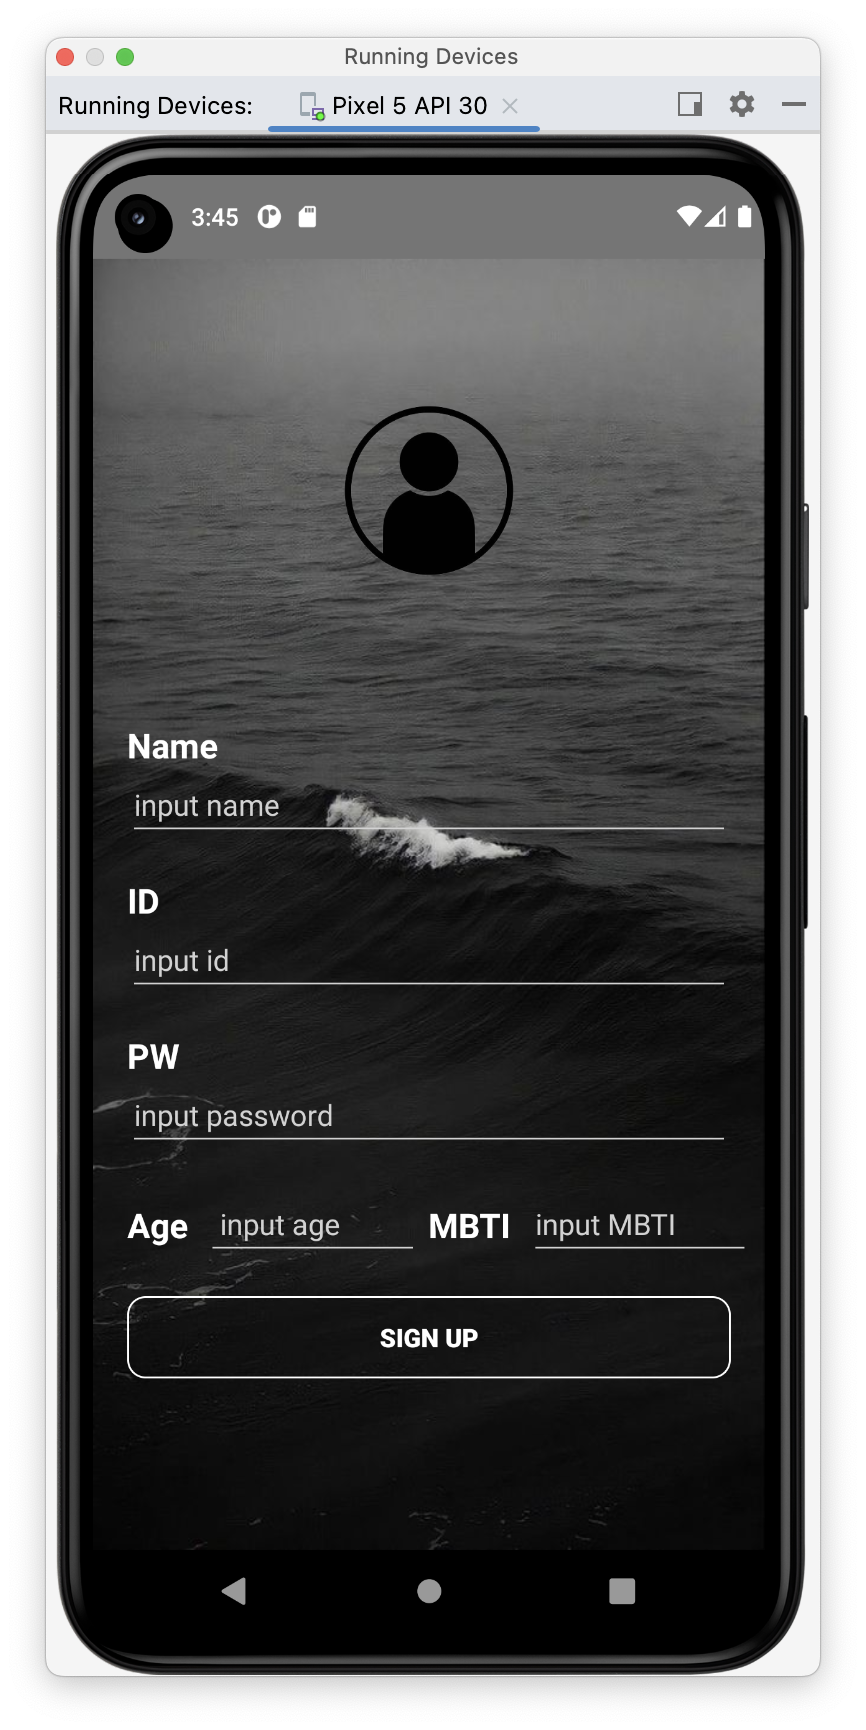 Running Devices
Running Devices: Pixel 5 API 30
3:45
Name
input name
ID
input id
PW
input password
Age input age MBTI input MBTI
SIGN UP